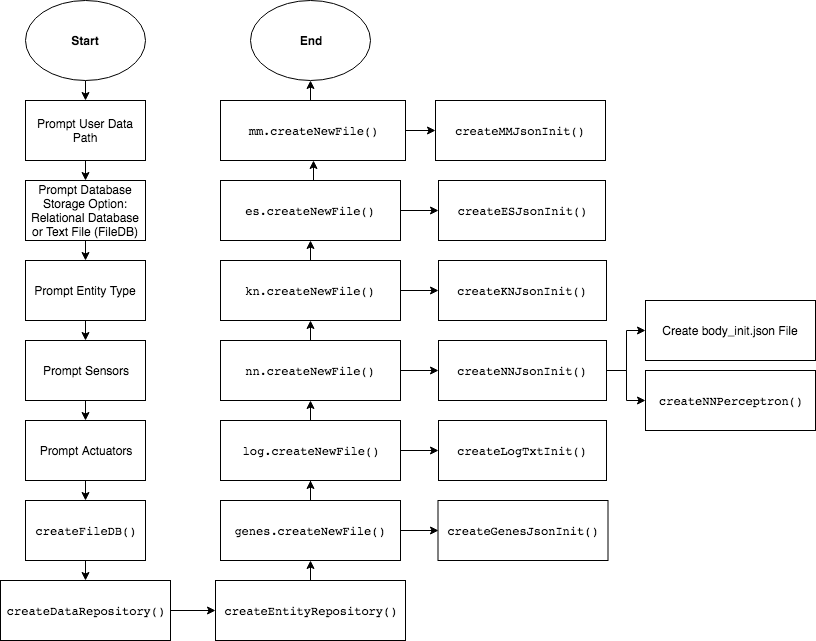 Start
End
Prompt User Data
Path
mm.createNewFile()
createMMJsonInit()
Prompt Database
Storage Option:
Relational Database
or Text File (FileDB)
es.createNewFile()
createESJsonInit()
Prompt Entity Type
kn.createNewFile()
createKNJsonInit()
Create body_init.json File
Prompt Sensors
nn.createNewFile()
createNNJsonInit()
createNNPerceptron()
Prompt Actuators
log.createNewFile()
createLogTxtInit()
createFileDB()
genes.createNewFile()
createGenesJsonInit()
createDataRepository()
createEntityRepository()